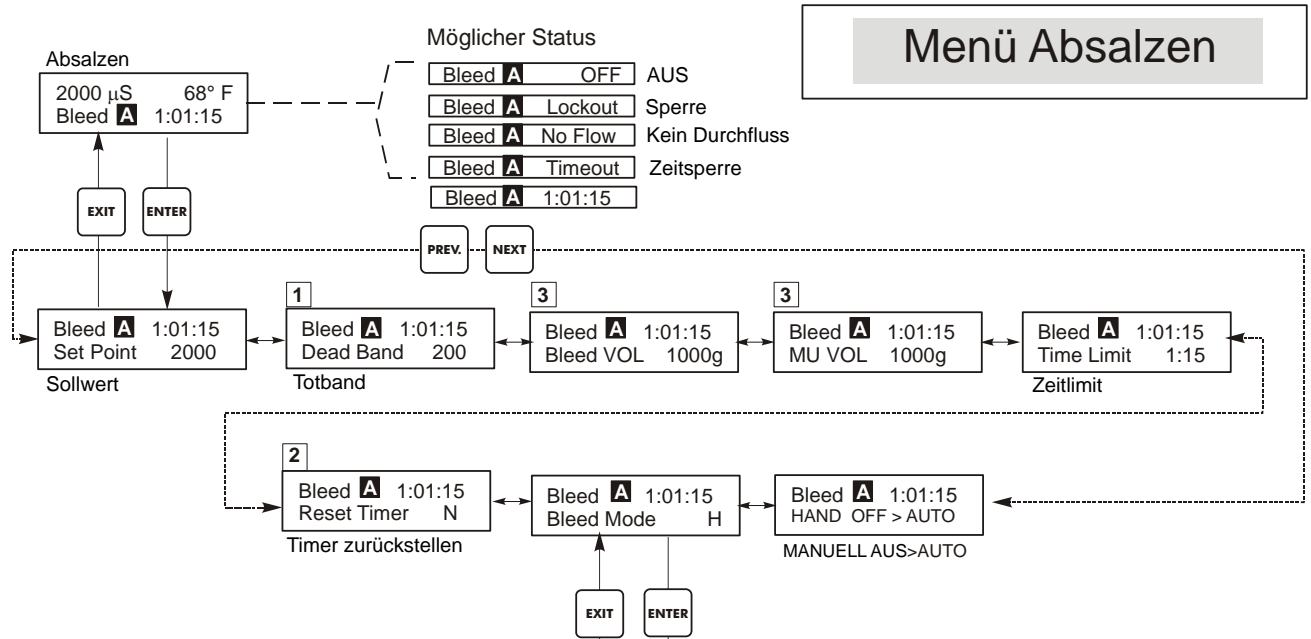 Menü Absalzen
Absalzen
2000 µS 68° F
Bleed A 1:01:15
Möglicher Status
Bleed A OFF AUS
Bleed A Lockout Sperre
Bleed A No Flow Kein Durchfluss
Bleed A Timeout Zeitsperre
Bleed A 1:01:15
EXIT
ENTER
PREV.
NEXT
Bleed A 1:01:15
Set Point 2000
Sollwert
1
Bleed A 1:01:15
Dead Band 200
Totband
3
Bleed A 1:01:15
Bleed VOL 1000g
3
Bleed A 1:01:15
MU VOL 1000g
Bleed A 1:01:15
Time Limit 1:15
Zeitlimit
2
Bleed A 1:01:15
Reset Timer N
Timer zurückstellen
Bleed A 1:01:15
Bleed Mode H
Bleed A 1:01:15
HAND OFF > AUTO
MANUELL AUS>AUTO
EXIT
ENTER